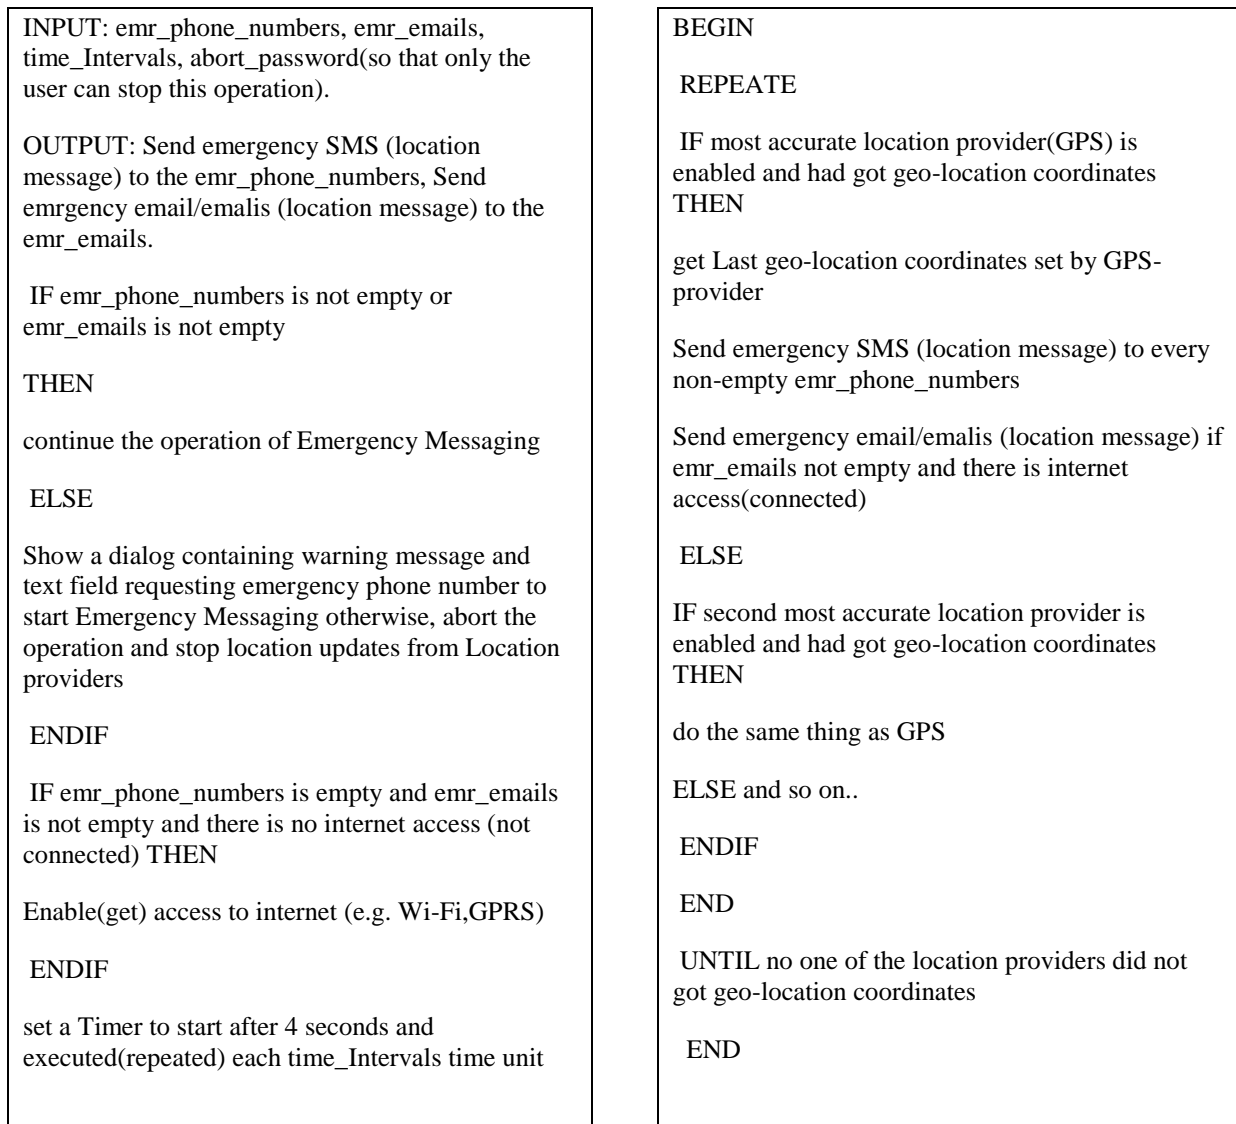 INPUT: emr_phone_numbers, emr_emails,
time_Intervals, abort_password(so that only the
user can stop this operation).
OUTPUT: Send emergency SMS (location
message) to the emr_phone_numbers, Send
emrgency email/emalis (location message) to the
emr_emails.
IF emr_phone_numbers is not empty or
emr_emails is not empty
THEN
continue the operation of Emergency Messaging
ELSE
Show a dialog containing warning message and
text field requesting emergency phone number to
start Emergency Messaging otherwise, abort the
operation and stop location updates from Location
providers
ENDIF
IF emr_phone_numbers is empty and emr_emails
is not empty and there is no internet access (not
connected) THEN
Enable(get) access to internet (e.g. Wi-Fi,GPRS)
ENDIF
set a Timer to start after 4 seconds and
executed(repeated) each time_Intervals time unit
BEGIN
REPEATE
IF most accurate location provider(GPS) is
enabled and had got geo-location coordinates
THEN
get Last geo-location coordinates set by GPS-
provider
Send emergency SMS (location message) to every
non-empty emr_phone_numbers
Send emergency email/emalis (location message) if
emr_emails not empty and there is internet
access(connected)
ELSE
IF second most accurate location provider is
enabled and had got geo-location coordinates
THEN
do the same thing as GPS
ELSE and so on..
ENDIF
END
UNTIL no one of the location providers did not
got geo-location coordinates
END